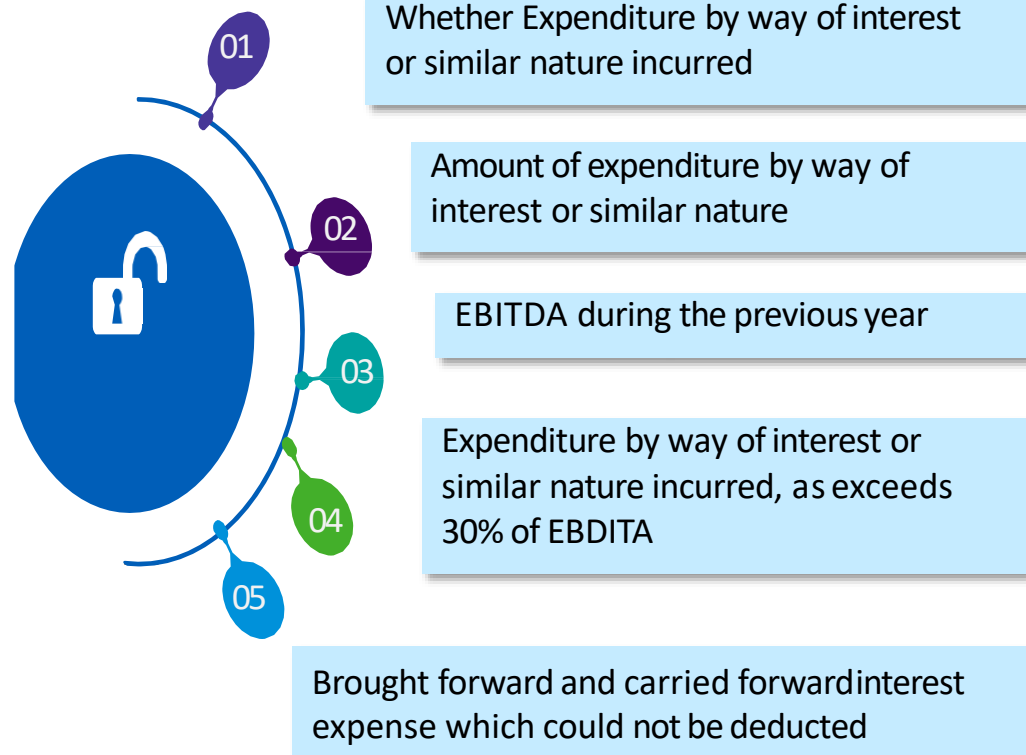 01
Whether Expenditure by way of interest
or similar nature incurred
02
Amount of expenditure by way of
interest or similar nature
03
EBITDA during the previous year
04
Expenditure by way of interest or
similar nature incurred, as exceeds
30% of EBDITA
05
Brought forward and carried forwardinterest
expense which could not be deducted